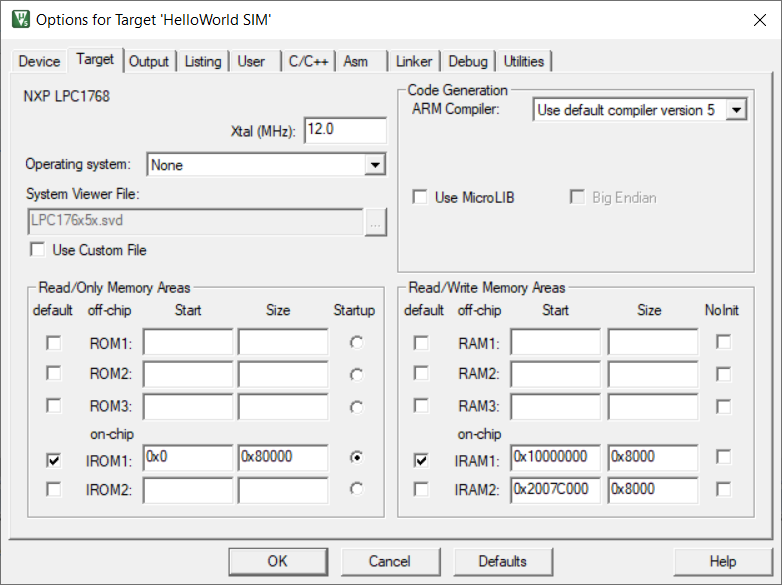 Options for Target 'HelloWorld SIM'
Device Target Output Listing User C/C++ Asm Linker Debug Utilities
NXP LPC1768
Xtal (MHz): 12.0
Operating system: None
System Viewer File:
LPC176x5x.svd ...
Use Custom File
Code Generation
ARM Compiler: Use default compiler version 5
Use MicroLIB Big Endian
Read/Only Memory Areas
default off-chip Start Size Startup
ROM1:
ROM2:
ROM3:
on-chip
IROM1: 0x0 0x80000
IROM2:
Read/Write Memory Areas
default off-chip Start Size NoInit
RAM1:
RAM2:
RAM3:
on-chip
IRAM1: 0x10000000 0x8000
IRAM2: 0x2007C000 0x8000
OK Cancel Defaults Help